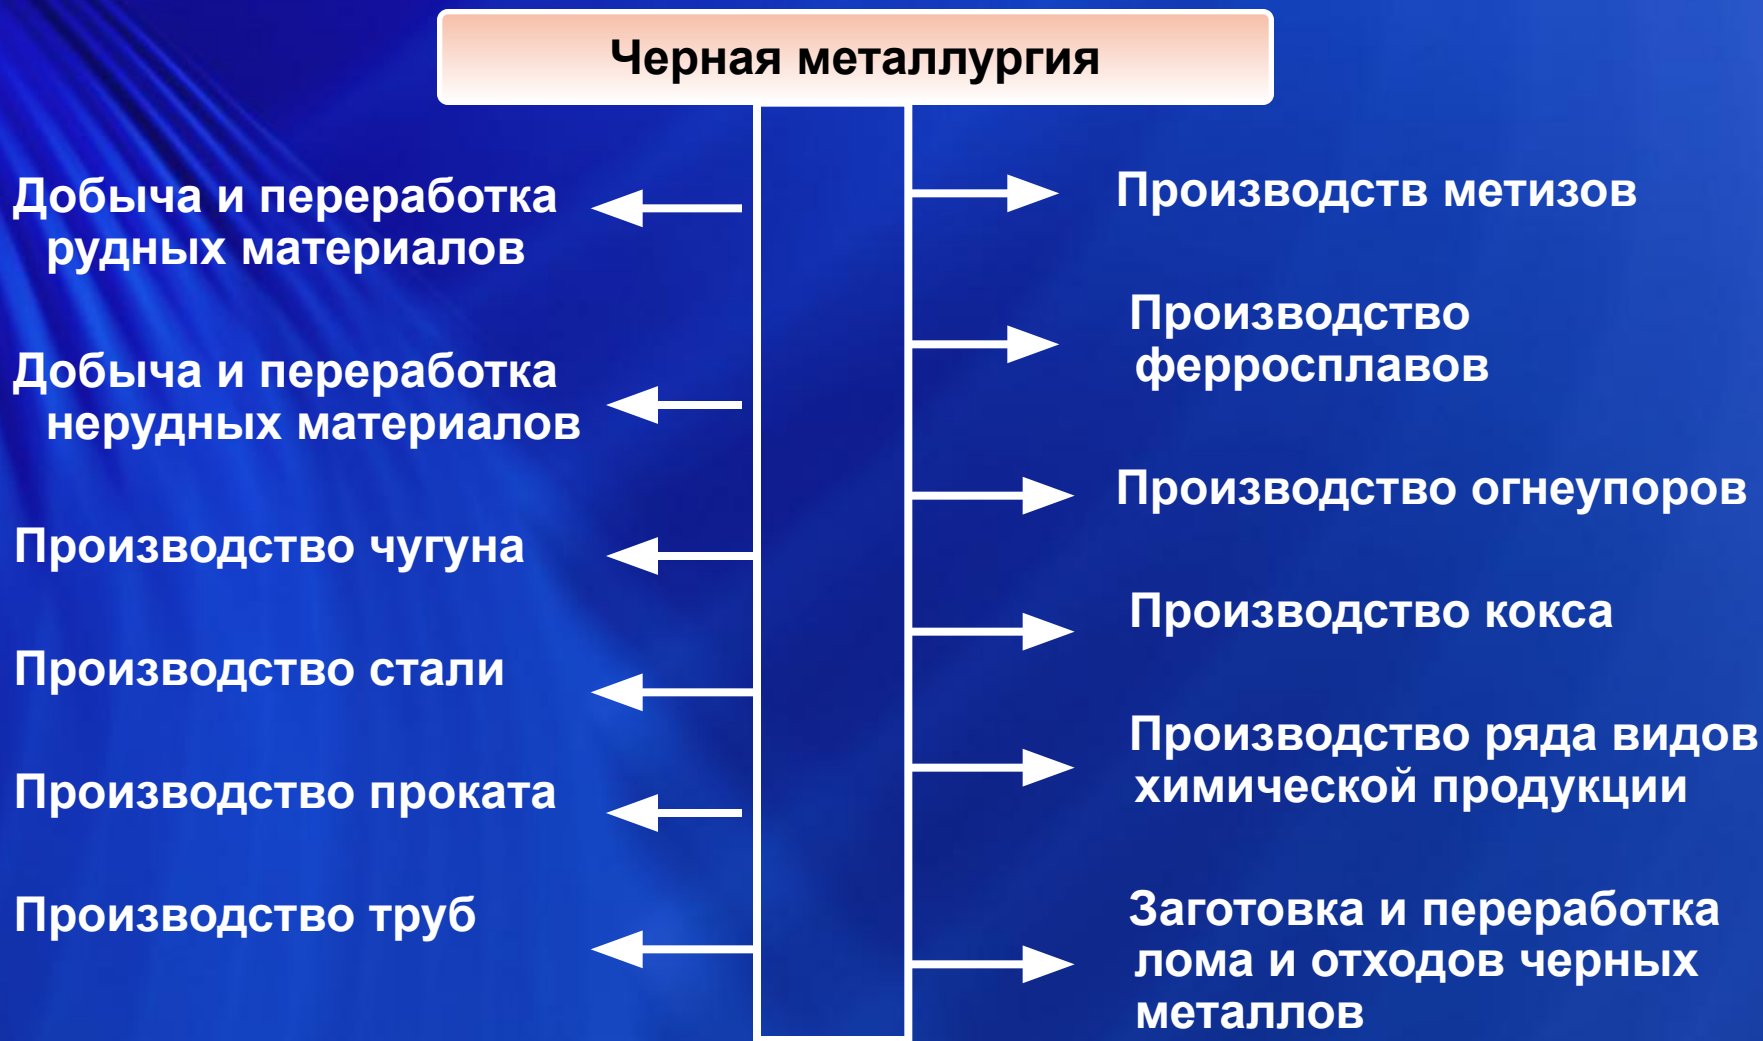 Черная металлургия
Добыча и переработка
рудных материалов
Добыча и переработка
нерудных материалов
Производство чугуна
Производство стали
Производство проката
Производство труб
Производств метизов
Производство
ферросплавов
Производство огнеупоров
Производство кокса
Производство ряда видов
химической продукции
Заготовка и переработка
лома и отходов черных
металлов